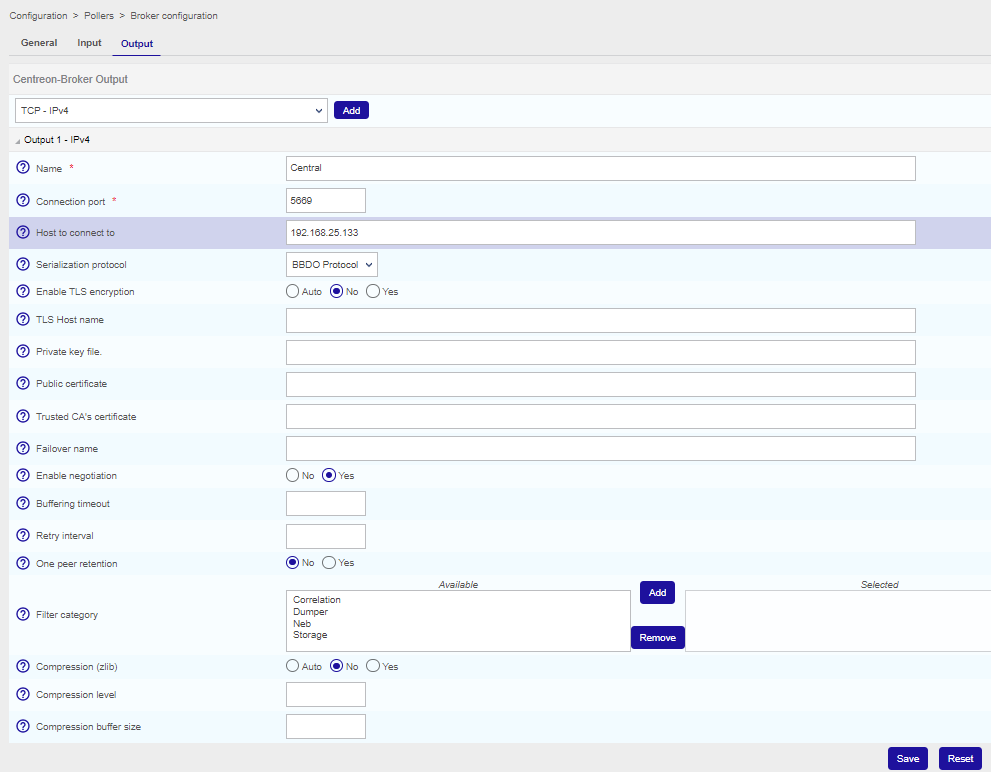 Configuration > Pollers > Broker configuration
General Input Output
Centreon-Broker Output
TCP - IPv4 Add
Output 1 - IPv4
Name * Central
Connection port * 5669
Host to connect to 192.168.25.133
Serialization protocol BBDO Protocol
Enable TLS encryption Auto No Yes
TLS Host name
Private key file.
Public certificate
Trusted CA's certificate
Failover name
Enable negotiation No Yes
Buffering timeout
Retry interval
One peer retention No Yes
Available Selected
Filter category
Correlation
Dumper
Neb
Storage
Add
Remove
Compression (zlib) Auto No Yes
Compression level
Compression buffer size
Save Reset